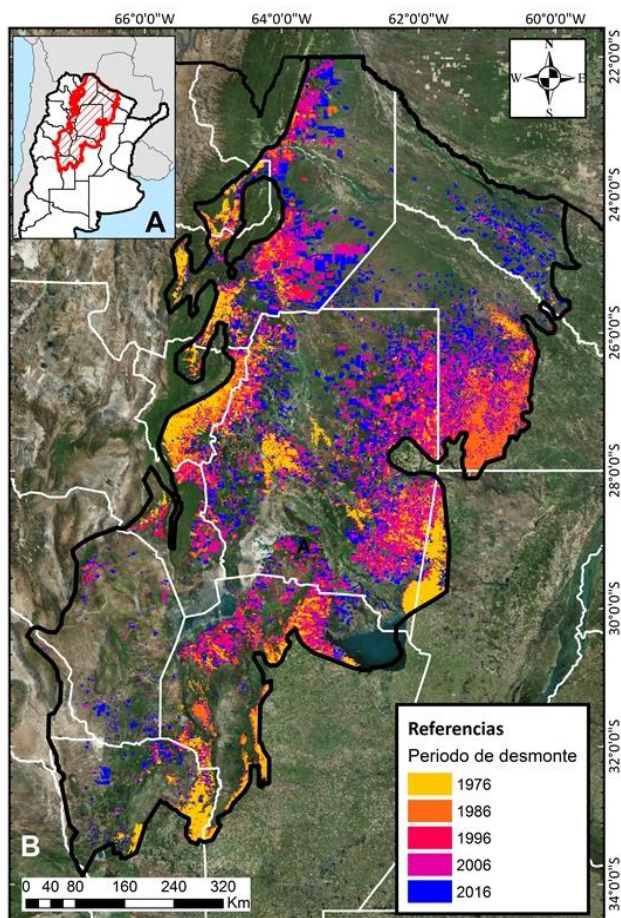 66°0'0"W 64°0'0"W 62°0'0"W 60°0'0"W
N
W E
S
A
22°0'0"S
24°0'0"S
26°0'0"S
28°0'0"S
30°0'0"S
32°0'0"S
34°0'0"S
A
Referencias
Periodo de desmonte
1976
1986
1996
2006
2016
B
0 40 80 160 240 320
Km